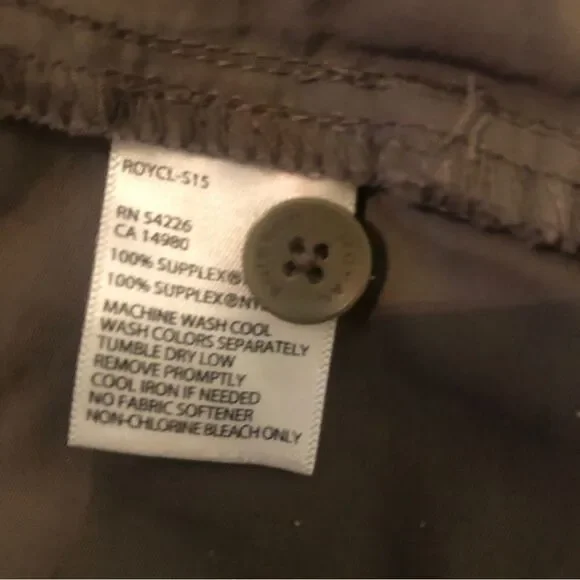 ROYCL-S15
RN 54226
CA 14980
100% SUPPLEX®
100% SUPPLEX®NY
MACHINE WASH COOL
WASH COLORS SEPARATELY
TUMBLE DRY LOW
REMOVE PROMPTLY
COOL IRON IF NEEDED
NO FABRIC SOFTENER
NON-CHLORINE BLEACH ONLY